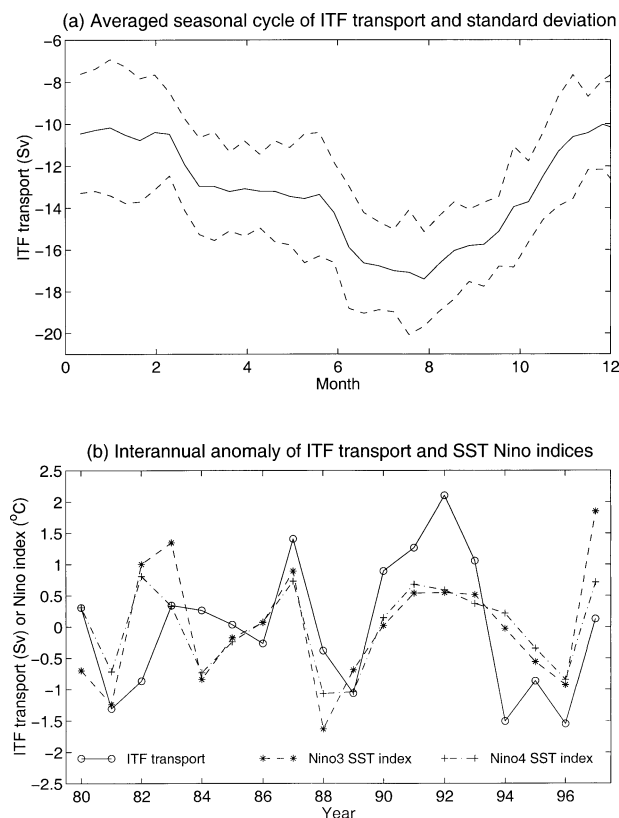 (a) Averaged seasonal cycle of ITF transport and standard deviation
−6
−8
−10
−12
−14
−16
−18
−20
ITF transport (Sv)
0 2 4 6 8 10 12
Month
(b) Interannual anomaly of ITF transport and SST Nino indices
2.5
2
1.5
1
0.5
0
−0.5
−1
−1.5
−2
−2.5
ITF transport (Sv) or Nino index (°C)
ITF transport Nino3 SST index Nino4 SST index
80 82 84 86 88 90 92 94 96
Year